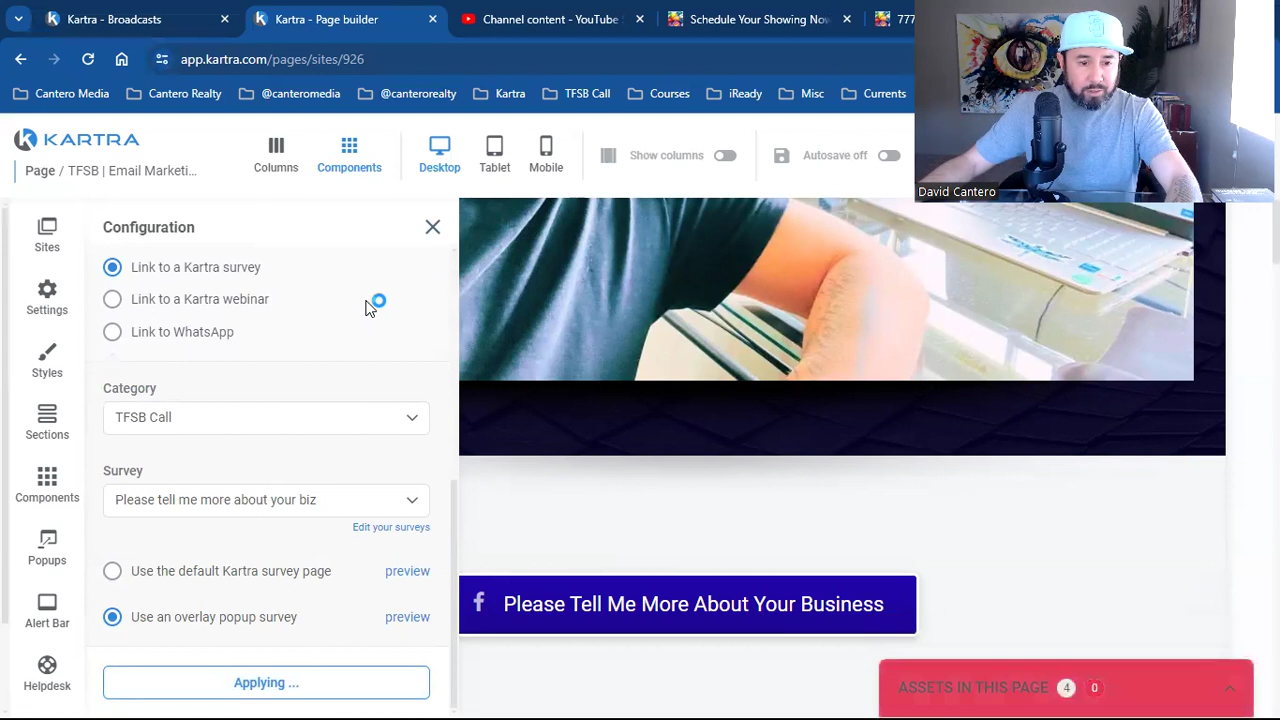 Kartra - Broadcasts
Kartra - Page builder
Channel content - YouTube
Schedule Your Showing Now
777
app.kartra.com/pages/sites/926
Cantero Media
Cantero Realty
@canteromedia
@canterorealty
Kartra
TFSB Call
Courses
iReady
Misc
Currents
KARTRA
Page / TFSB | Email Marketi...
Columns
Components
Desktop
Tablet
Mobile
Show columns
Autosave off
David Cantero
Sites
Settings
Styles
Sections
Components
Popups
Alert Bar
Helpdesk
Configuration
Link to a Kartra survey
Link to a Kartra webinar
Link to WhatsApp
Category
TFSB Call
Survey
Please tell me more about your biz
Edit your surveys
Use the default Kartra survey page preview
Use an overlay popup survey preview
Applying ...
f Please Tell Me More About Your Business
ASSETS IN THIS PAGE 4 0